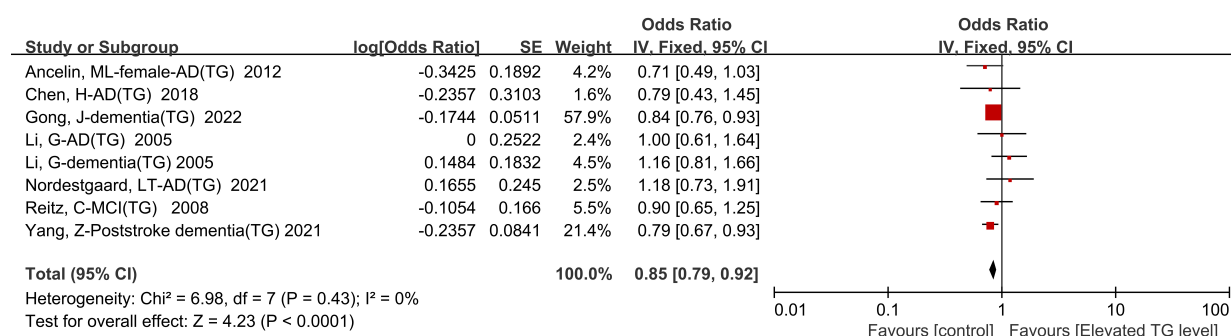 Odds Ratio Odds Ratio
Study or Subgroup log[Odds Ratio] SE Weight IV, Fixed, 95% CI IV, Fixed, 95% CI
Ancelin, ML-female-AD(TG) 2012 -0.3425 0.1892 4.2% 0.71 [0.49, 1.03]
Chen, H-AD(TG) 2018 -0.2357 0.3103 1.6% 0.79 [0.43, 1.45]
Gong, J-dementia(TG) 2022 -0.1744 0.0511 57.9% 0.84 [0.76, 0.93]
Li, G-AD(TG) 2005 0 0.2522 2.4% 1.00 [0.61, 1.64]
Li, G-dementia(TG) 2005 0.1484 0.1832 4.5% 1.16 [0.81, 1.66]
Nordestgaard, LT-AD(TG) 2021 0.1655 0.245 2.5% 1.18 [0.73, 1.91]
Reitz, C-MCI(TG) 2008 -0.1054 0.166 5.5% 0.90 [0.65, 1.25]
Yang, Z-Poststroke dementia(TG) 2021 -0.2357 0.0841 21.4% 0.79 [0.67, 0.93]
Total (95% CI) 100.0% 0.85 [0.79, 0.92]
Heterogeneity: Chi² = 6.98, df = 7 (P = 0.43); I² = 0%
Test for overall effect: Z = 4.23 (P < 0.0001)
0.01 0.1 1 10 100
Favours [control] Favours [Elevated TG level]